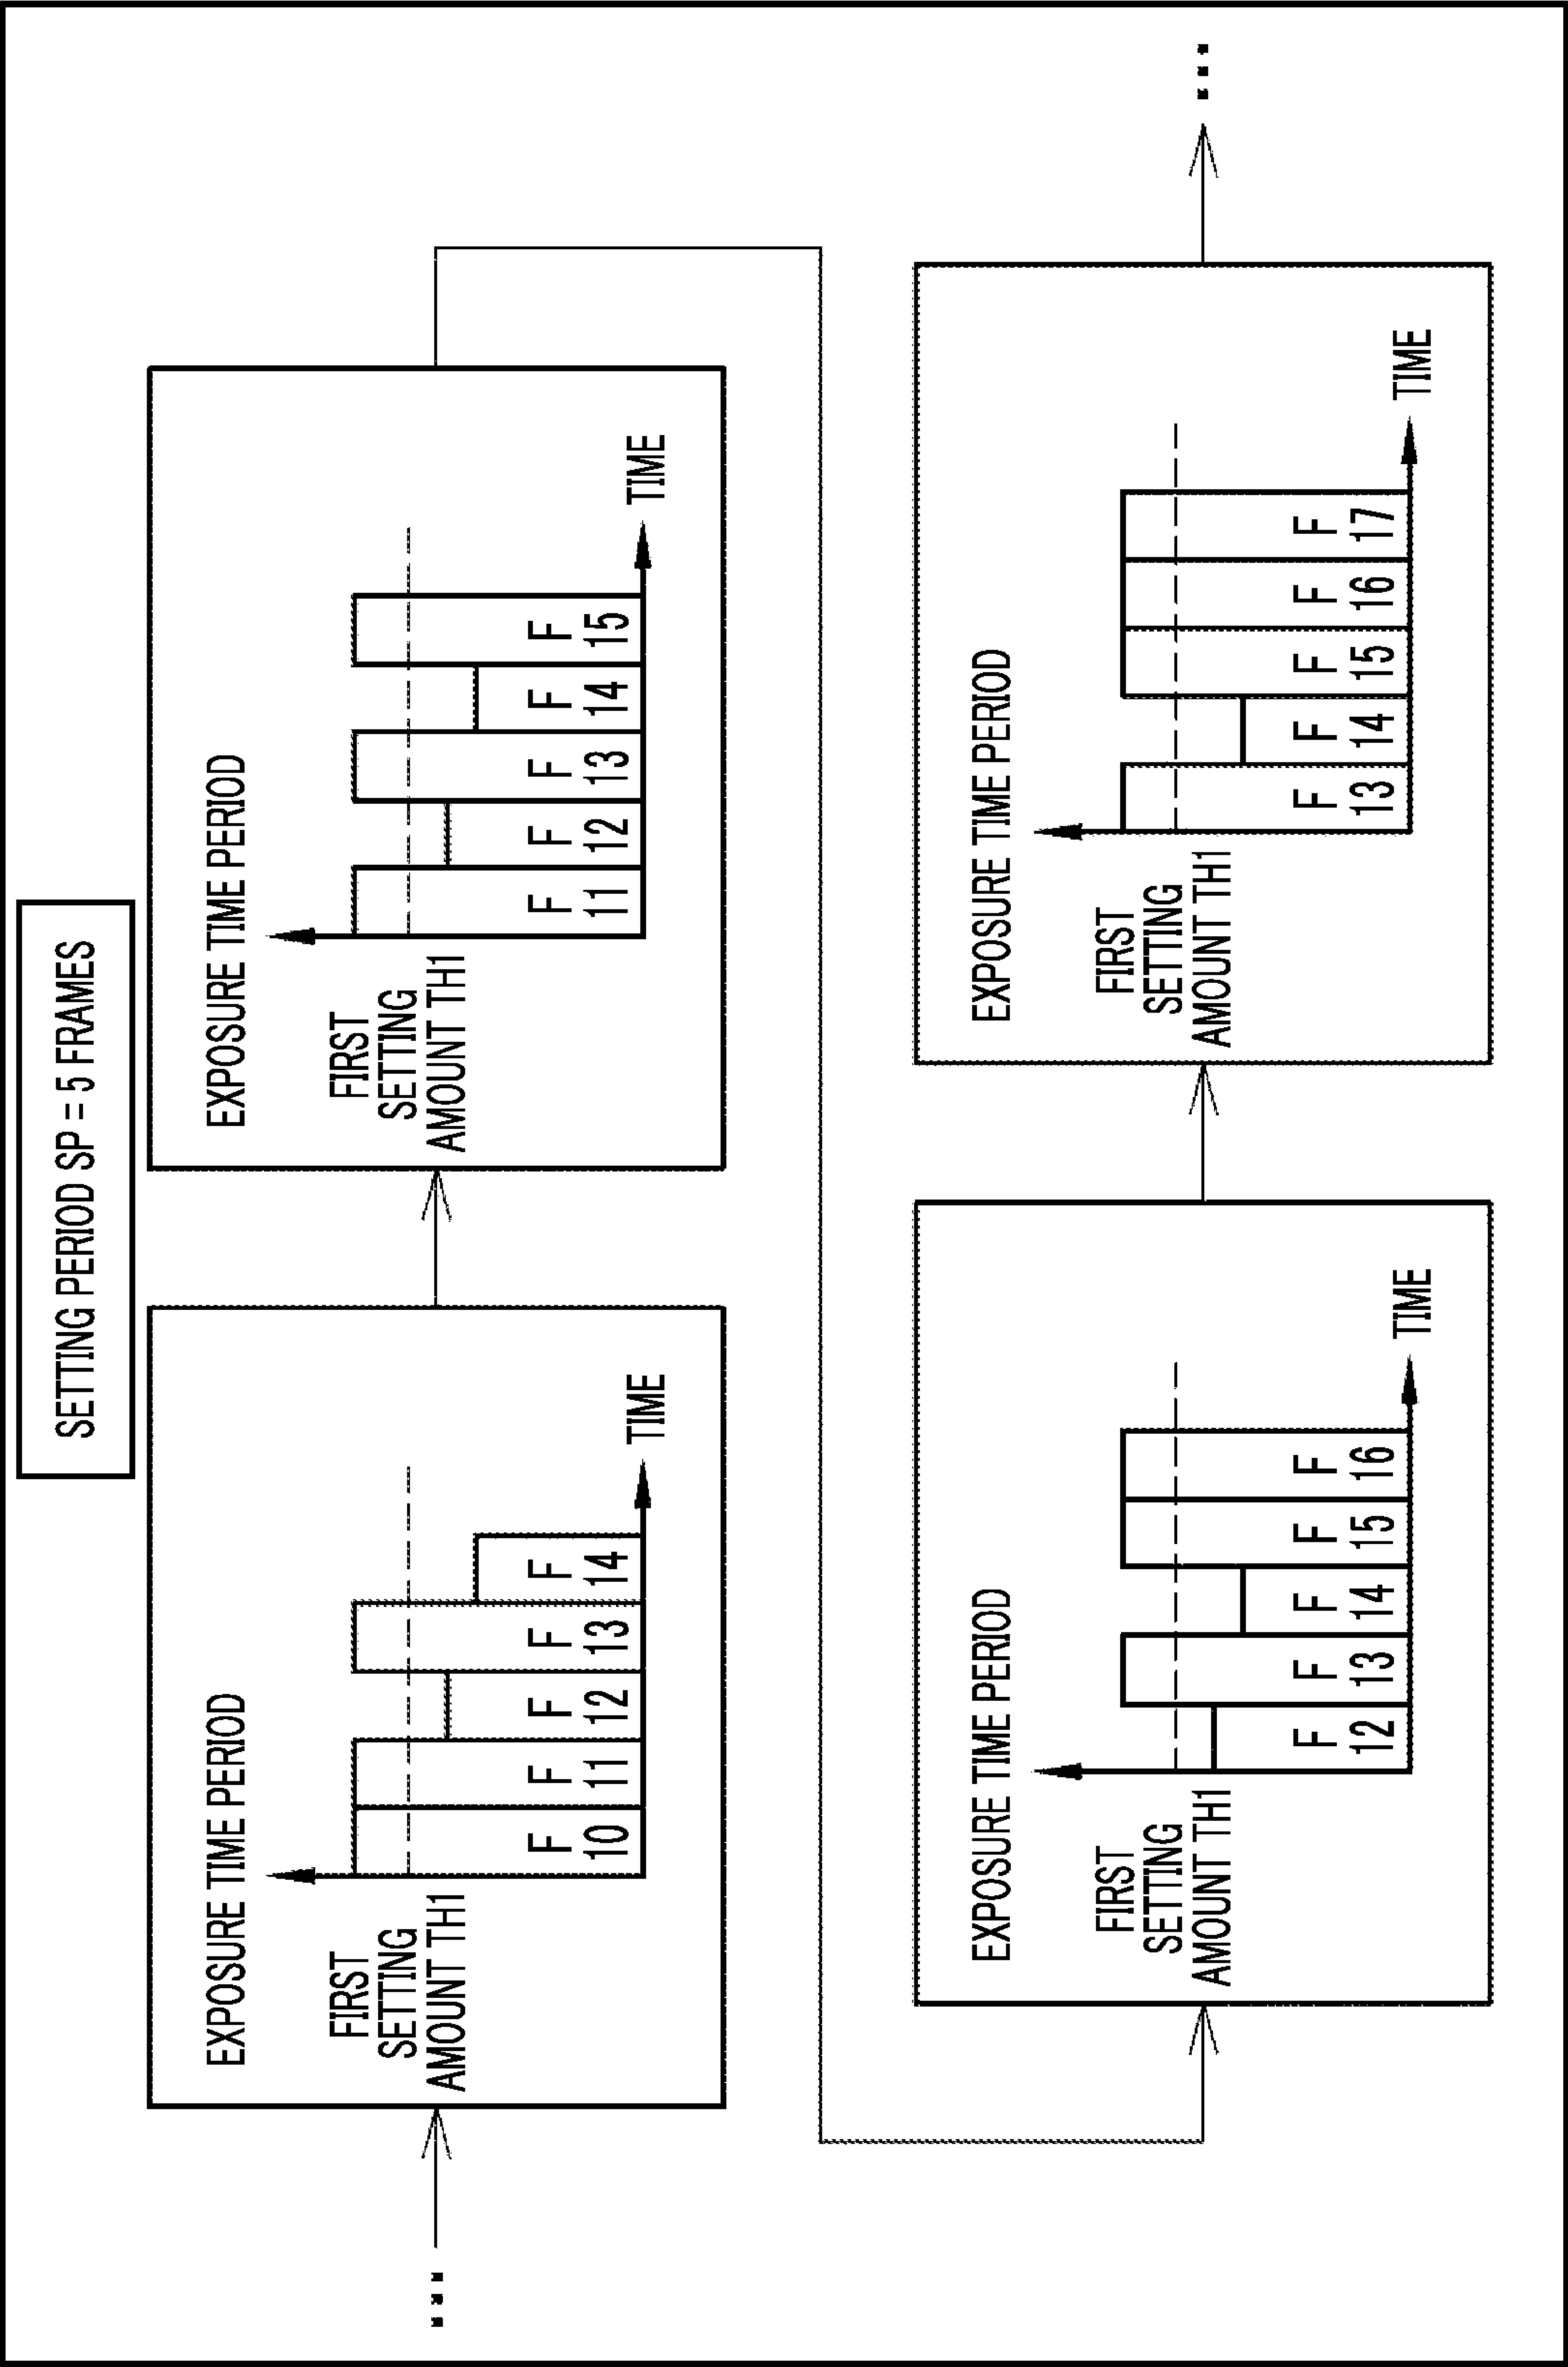 SETTING PERIOD SP = 5 FRAMES
EXPOSURE TIME PERIOD
FIRST
SETTING
AMOUNT TH1
F F F F F
10 11 12 13 14
TIME
EXPOSURE TIME PERIOD
FIRST
SETTING
AMOUNT TH1
F F F F F
11 12 13 14 15
TIME
EXPOSURE TIME PERIOD
FIRST
SETTING
AMOUNT TH1
F F F F F
12 13 14 15 16
TIME
EXPOSURE TIME PERIOD
FIRST
SETTING
AMOUNT TH1
F F F F F
13 14 15 16 17
TIME